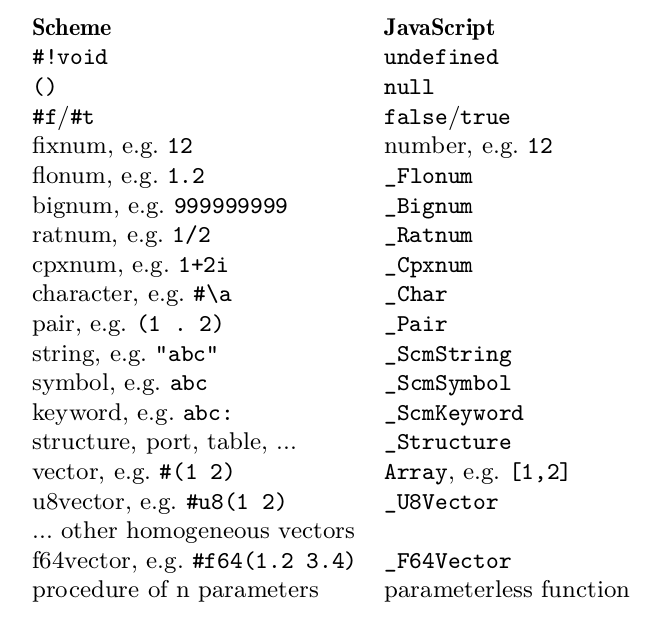 Scheme JavaScript
#!void undefined
() null
#f/#t false/true
fixnum, e.g. 12 number, e.g. 12
flonum, e.g. 1.2 _Flonum
bignum, e.g. 999999999 _Bignum
ratnum, e.g. 1/2 _Ratnum
cpxnum, e.g. 1+2i _Cpxnum
character, e.g. #\a _Char
pair, e.g. (1 . 2) _Pair
string, e.g. "abc" _ScmString
symbol, e.g. abc _ScmSymbol
keyword, e.g. abc: _ScmKeyword
structure, port, table, ... _Structure
vector, e.g. #(1 2) Array, e.g. [1,2]
u8vector, e.g. #u8(1 2) _U8Vector
... other homogeneous vectors
f64vector, e.g. #f64(1.2 3.4) _F64Vector
procedure of n parameters parameterless function